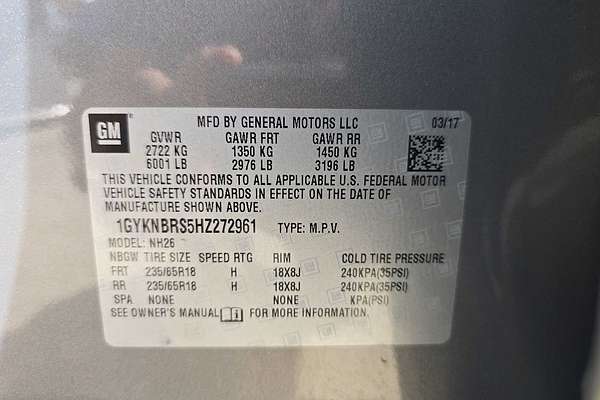 GM
MFD BY GENERAL MOTORS LLC 03/17
GVWR GAWR FRT GAWR RR
2722 KG 1350 KG 1450 KG
6001 LB 2976 LB 3196 LB
THIS VEHICLE CONFORMS TO ALL APPLICABLE U.S. FEDERAL MOTOR
VEHICLE SAFETY STANDARDS IN EFFECT ON THE DATE OF
MANUFACTURE SHOWN ABOVE.
1GYKNBRS5HZ272961 TYPE: M.P.V.
MODEL: NH26
NBGW TIRE SIZE SPEED RTG RIM COLD TIRE PRESSURE
FRT 235/65R18 H 18X8J 240KPA(35PSI)
RR 235/65R18 H 18X8J 240KPA(35PSI)
SPA NONE NONE KPA(PSI)
SEE OWNER'S MANUAL FOR MORE INFORMATION.